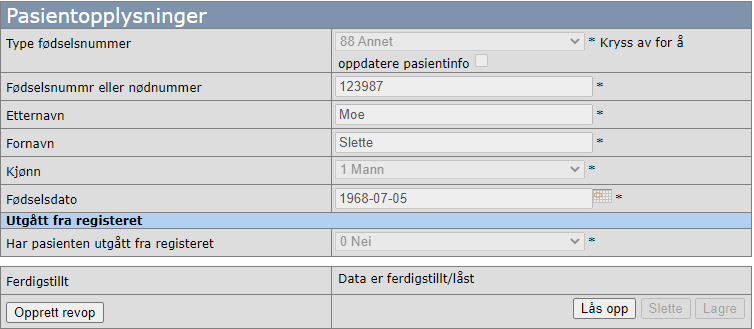 Pasientopplysninger
Type fødselsnummer
88 Annet * Kryss av for å
oppdatere pasientinfo
Fødselsnummr eller nødnummer
123987 *
Etternavn
Moe *
Fornavn
Slette *
Kjønn
1 Mann *
Fødselsdato
1968-07-05 *
Utgått fra registeret
Har pasienten utgått fra registeret
0 Nei *
Ferdigstillt
Data er ferdigstillt/låst
Opprett revop
Lås opp Slette Lagre